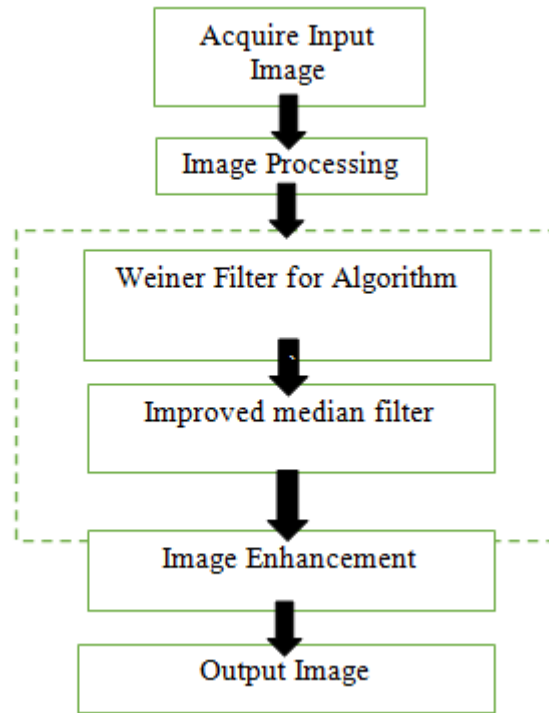 Acquire Input
Image
Image Processing
Weiner Filter for Algorithm
Improved median filter
Image Enhancement
Output Image